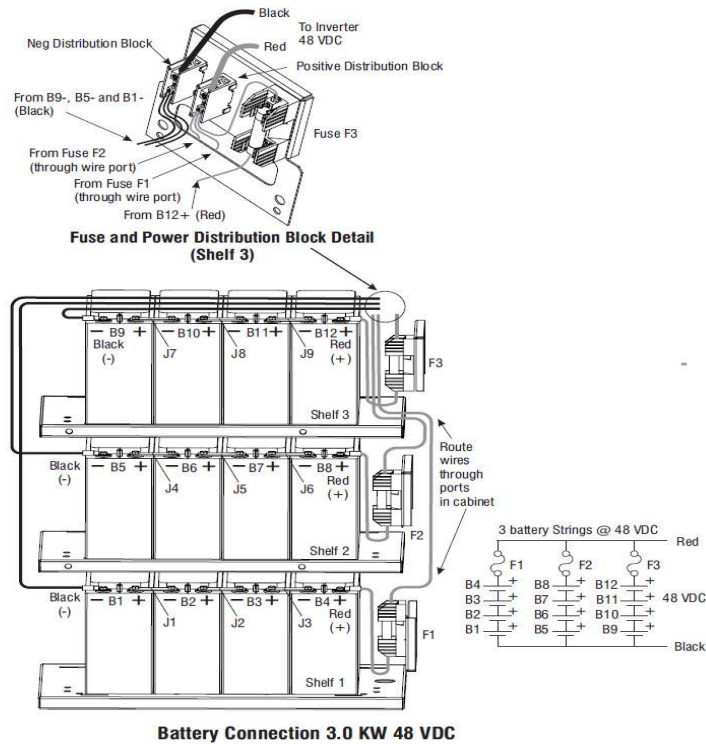 Black
To Inverter
48 VDC
Neg Distribution Block
Red
Positive Distribution Block
From B9-, B5- and B1-
(Black)
Fuse F3
From Fuse F2
(through wire port)
From Fuse F1
(through wire port)
From B12+ (Red)
Fuse and Power Distribution Block Detail
(Shelf 3)
− B9 + − B10 + − B11 + − B12 +
Black
(-)
J7
J8
J9
Red
(+)
F3
Shelf 3
Black
(-)
− B5 + − B6 + − B7 + − B8 +
J4
J5
J6
Red
(+)
Route
wires
through
ports
in cabinet
F2
Shelf 2
Black
(-)
− B1 + − B2 + − B3 + − B4 +
J1
J2
J3
Red
(+)
F1
Shelf 1
3 battery Strings @ 48 VDC
Red
F1 F2 F3
B4 + B8 + B12 +
B3 + B7 + B11 + 48 VDC
B2 + B6 + B10 +
B1 + B5 + B9 +
Black
Battery Connection 3.0 KW 48 VDC